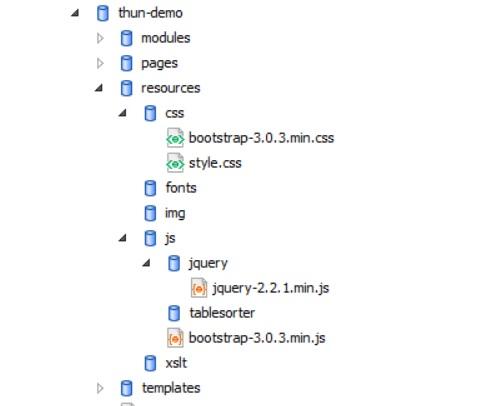 thun-demo
modules
pages
resources
css
bootstrap-3.0.3.min.css
style.css
fonts
img
js
jquery
jquery-2.2.1.min.js
tablesorter
bootstrap-3.0.3.min.js
xslt
templates